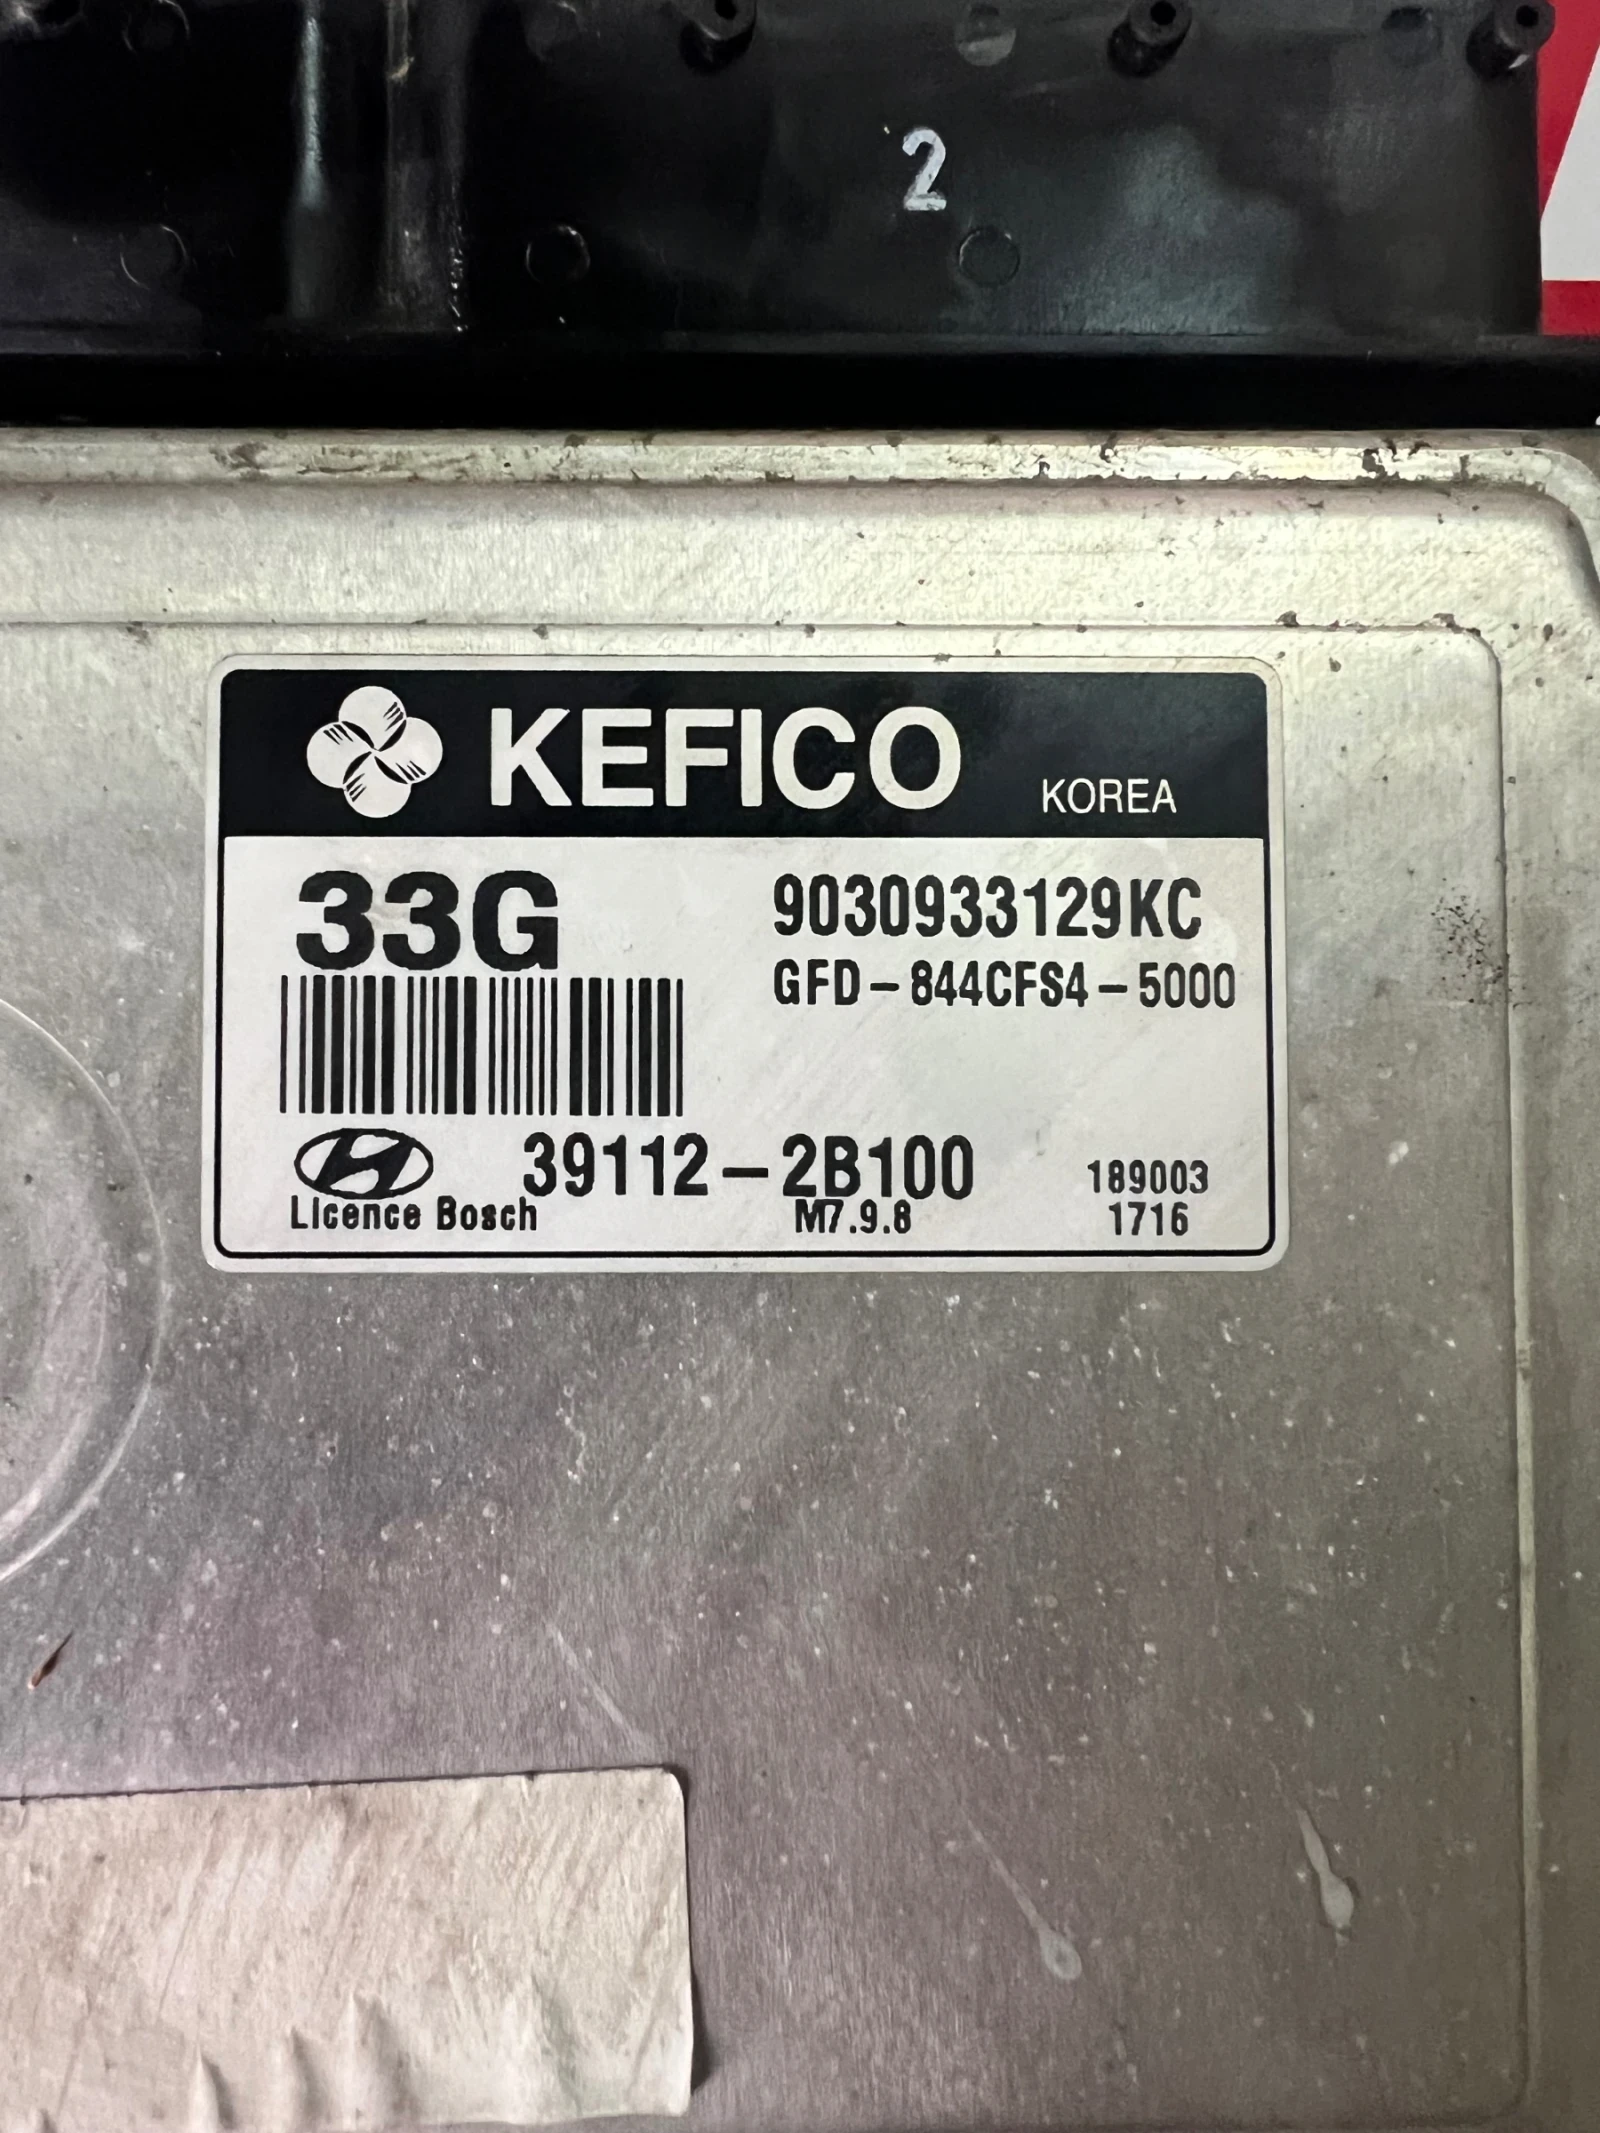 2
KEFICO KOREA
33G 9030933129KC
GFD-844CFS4-5000
39112-2B100 189003
Licence Bosch M7.9.8 1716